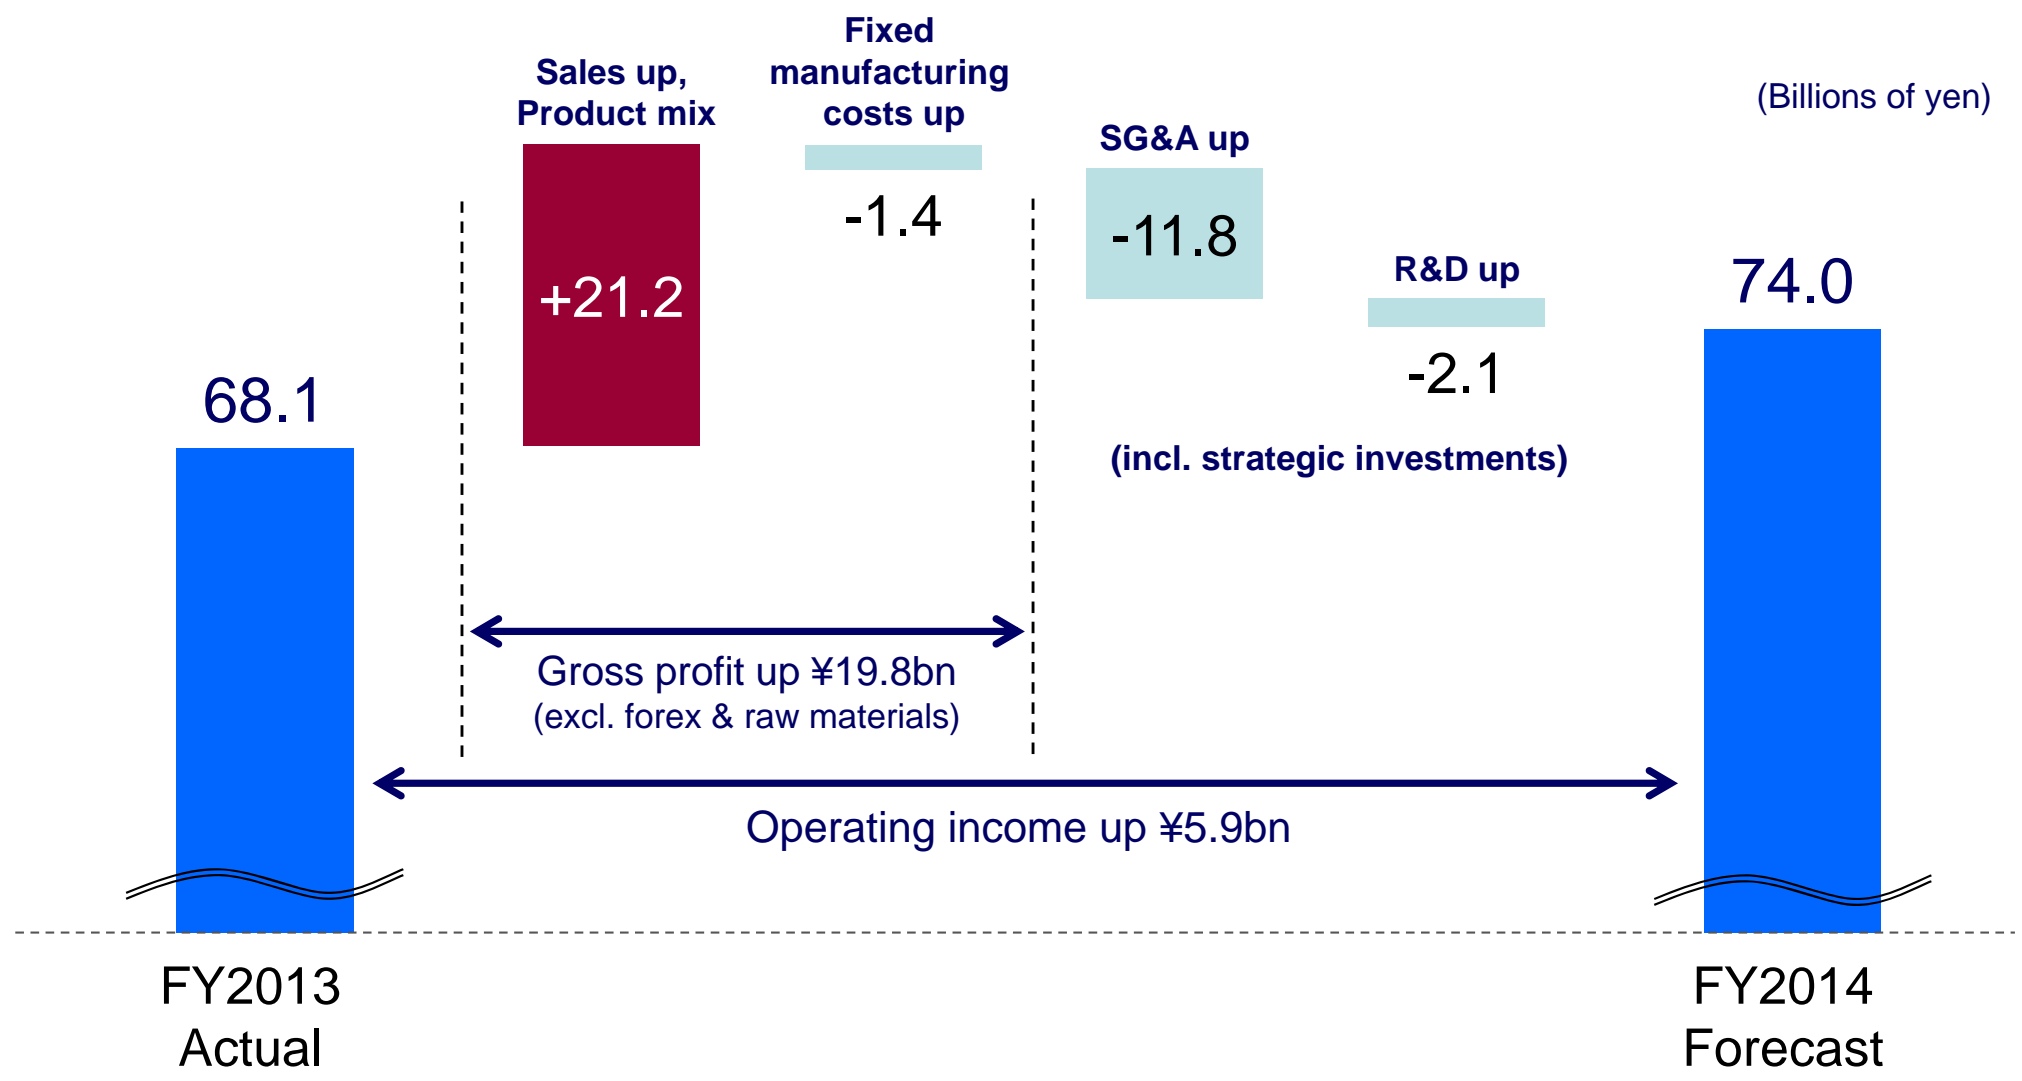 (Billions of yen)
68.1
Sales up,
Product mix
+21.2
Fixed
manufacturing
costs up
-1.4
SG&A up
-11.8
R&D up
-2.1
(incl. strategic investments)
74.0
Gross profit up ¥19.8bn
(excl. forex & raw materials)
Operating income up ¥5.9bn
FY2013
Actual
FY2014
Forecast